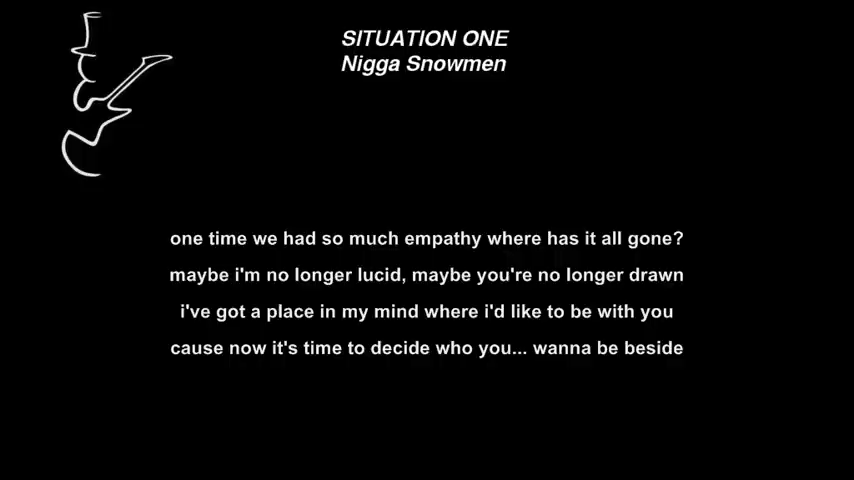 SITUATION ONE
Nigga Snowmen
one time we had so much empathy where has it all gone?
maybe i'm no longer lucid, maybe you're no longer drawn
i've got a place in my mind where i'd like to be with you
cause now it's time to decide who you... wanna be beside